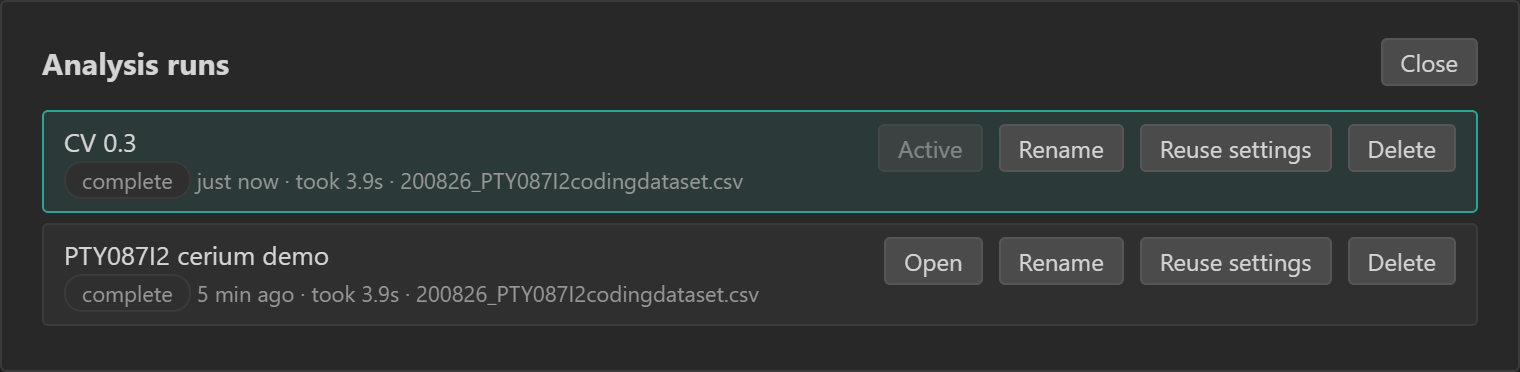 Analysis runs
Close
CV 0.3
Active
Rename
Reuse settings
Delete
complete just now · took 3.9s · 200826_PTY087I2codingdataset.csv
PTY087I2 cerium demo
Open
Rename
Reuse settings
Delete
complete 5 min ago · took 3.9s · 200826_PTY087I2codingdataset.csv